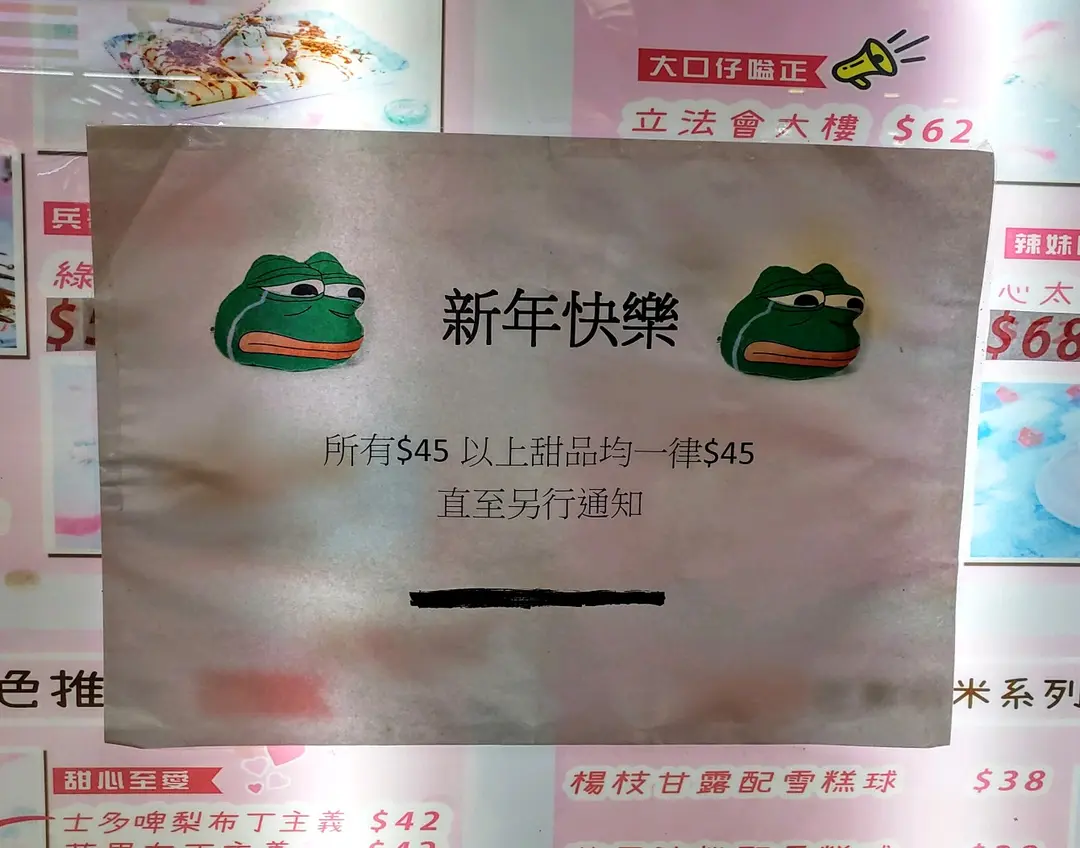 大口仔嗌正
立法會大樓 $62
兵
綠
新年快樂
辣妹
心太
$68
所有$45 以上甜品均一律$45
直至另行通知
色推
米系列
甜心至愛
士多啤梨布丁主義 $42
楊枝甘露配雪糕球 $38